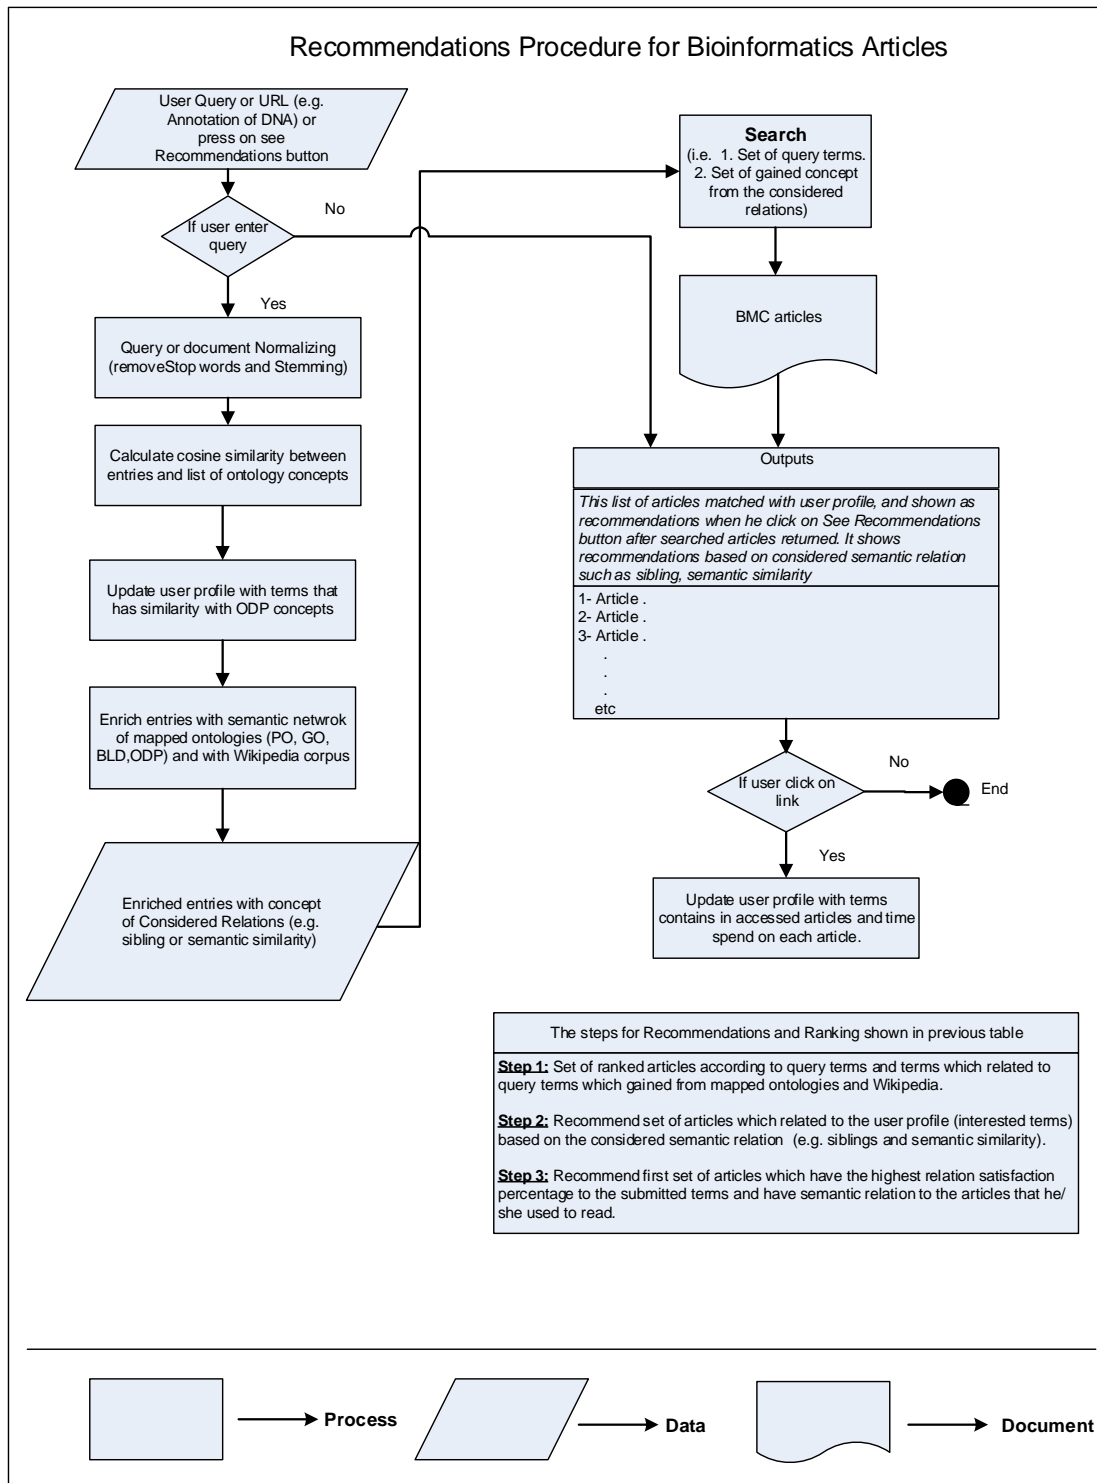 Recommendations Procedure for Bioinformatics Articles
User Query or URL (e.g.
Annotation of DNA) or
press on see
Recommendations button
If user enter
query
No
Yes
Query or document Normalizing
(removeStop words and Stemming)
Calculate cosine similarity between
entries and list of ontology concepts
Update user profile with terms that
has similarity with ODP concepts
Enrich entries with semantic netwrok
of mapped ontologies (PO, GO,
BLD,ODP) and with Wikipedia corpus
Enriched entries with concept
of Considered Relations (e.g.
sibling or semantic similarity)
Search
(i.e. 1. Set of query terms.
2. Set of gained concept
from the considered
relations)
BMC articles
Outputs
This list of articles matched with user profile, and shown as
recommendations when he click on See Recommendations
button after searched articles returned. It shows
recommendations based on considered semantic relation
such as sibling, semantic similarity
1- Article .
2- Article .
3- Article .
.
.
.
etc
If user click on
link
No
End
Yes
Update user profile with terms
contains in accessed articles and time
spend on each article.
The steps for Recommendations and Ranking shown in previous table
Step 1: Set of ranked articles according to query terms and terms which related to
query terms which gained from mapped ontologies and Wikipedia.
Step 2: Recommend set of articles which related to the user profile (interested terms)
based on the considered semantic relation (e.g. siblings and semantic similarity).
Step 3: Recommend first set of articles which have the highest relation satisfaction
percentage to the submitted terms and have semantic relation to the articles that he/
she used to read.
Process
Data
Document